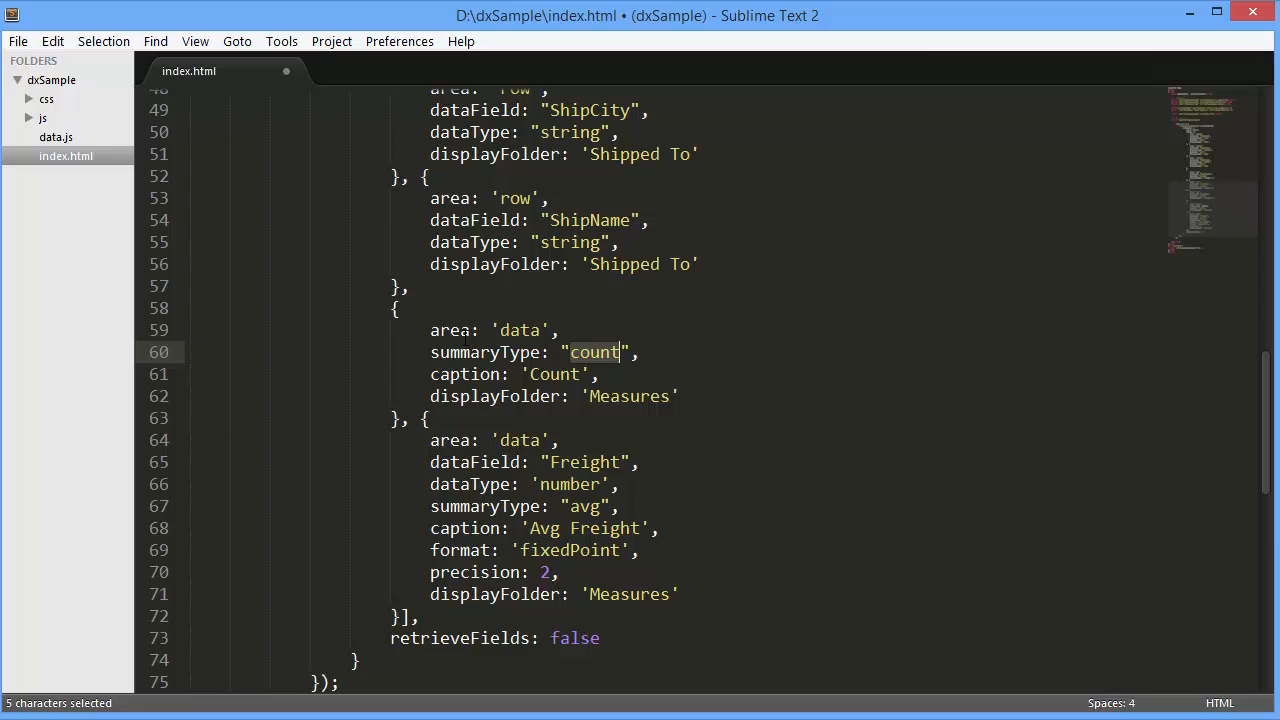 D:\dxSample\index.html • (dxSample) - Sublime Text 2
File Edit Selection Find View Goto Tools Project Preferences Help
FOLDERS
dxSample
css
js
data.js
index.html
index.html
48 area: 'row',
49 dataField: "ShipCity",
50 dataType: "string",
51 displayFolder: 'Shipped To'
52 }, {
53 area: 'row',
54 dataField: "ShipName",
55 dataType: "string",
56 displayFolder: 'Shipped To'
57 },
58 {
59 area: 'data',
60 summaryType: "count",
61 caption: 'Count',
62 displayFolder: 'Measures'
63 }, {
64 area: 'data',
65 dataField: "Freight",
66 dataType: 'number',
67 summaryType: "avg",
68 caption: 'Avg Freight',
69 format: 'fixedPoint',
70 precision: 2,
71 displayFolder: 'Measures'
72 }],
73 retrieveFields: false
74 }
75 });
5 characters selected Spaces: 4 HTML